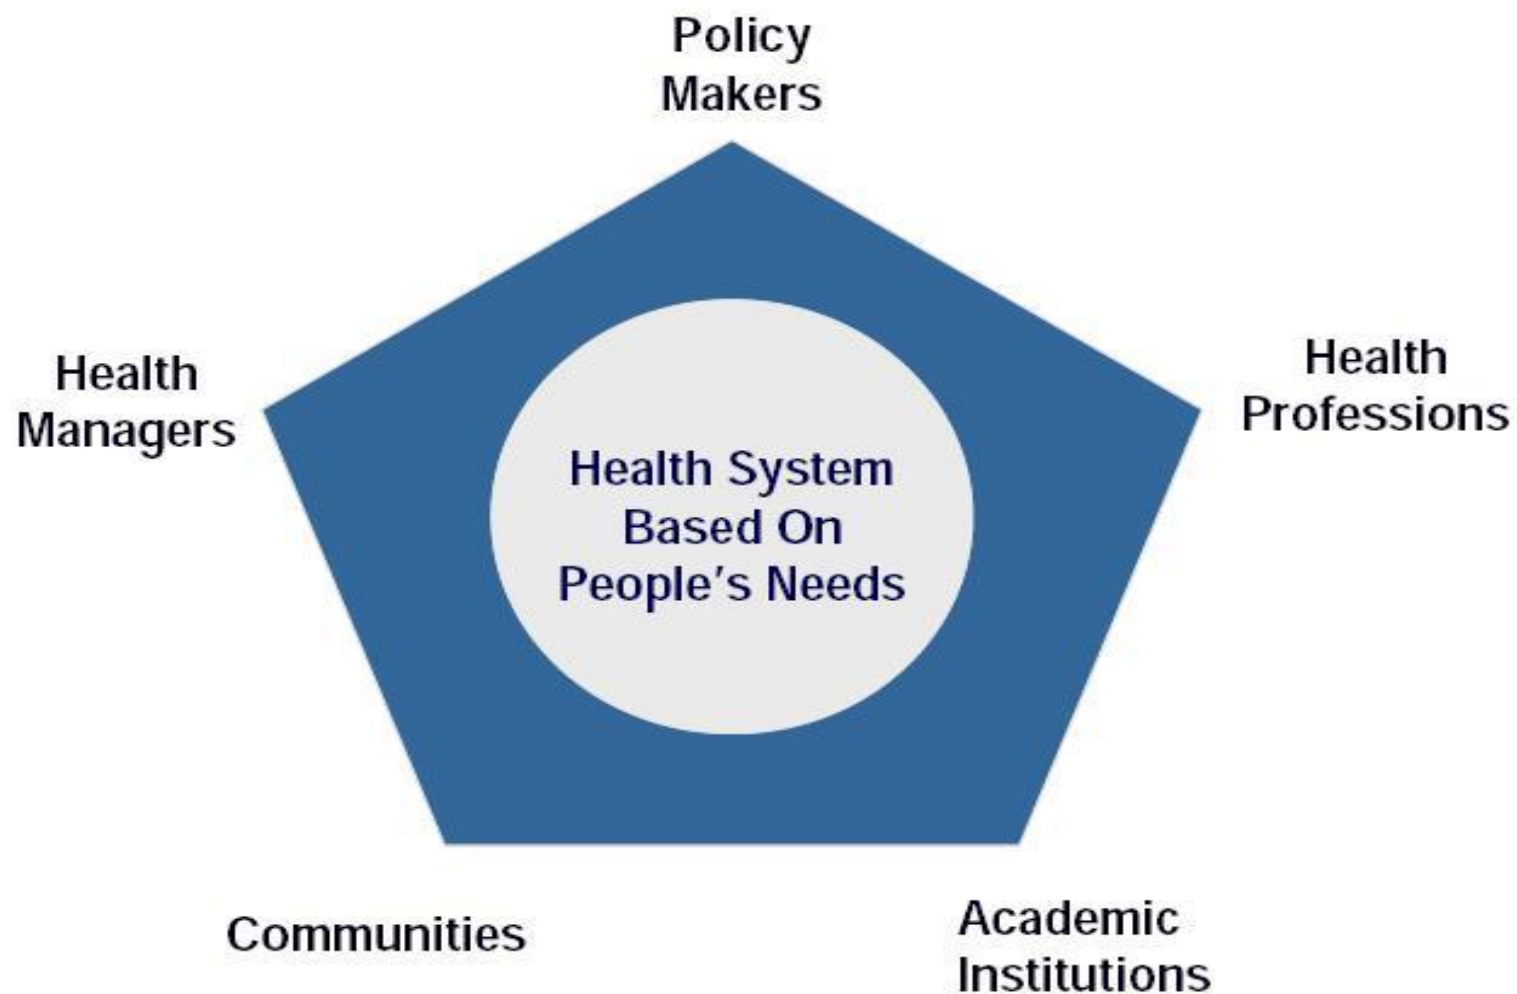 Policy
Makers
Health
Managers
Health
Professions
Health System
Based On
People's Needs
Communities
Academic
Institutions